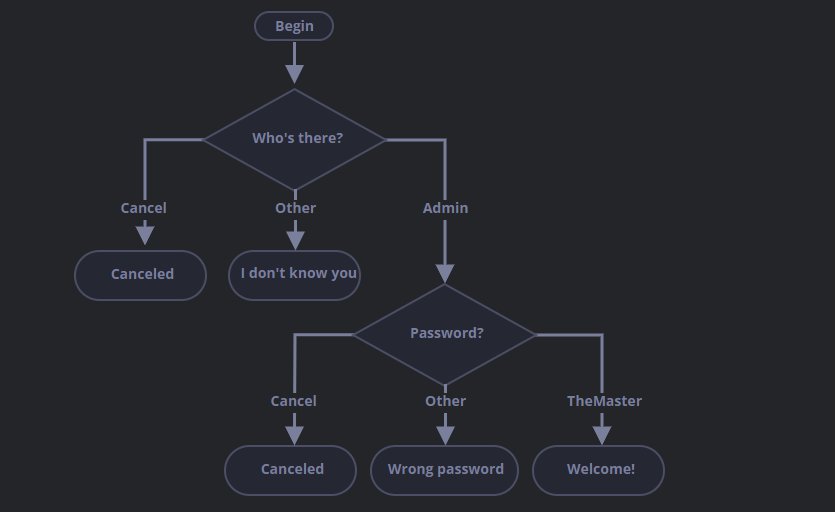 Begin
Who's there?
Cancel
Other
Admin
Canceled
I don't know you
Password?
Cancel
Other
TheMaster
Canceled
Wrong password
Welcome!